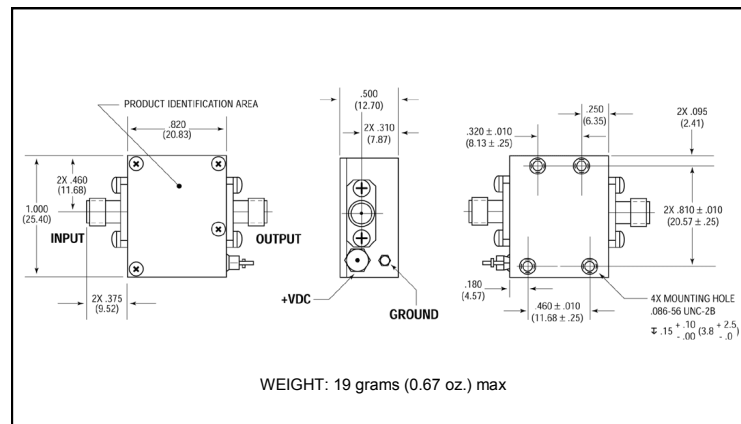 PRODUCT IDENTIFICATION AREA
.820
(20.83)
2X .460
(11.68)
1.000
(25.40)
INPUT
OUTPUT
2X .375
(9.52)
.500
(12.70)
2X .310
(7.87)
+VDC
GROUND
.320 ± .010
(8.13 ± .25)
.250
(6.35)
2X .095
(2.41)
2X .810 ± .010
(20.57 ± .25)
.180
(4.57)
.460 ± .010
(11.68 ± .25)
4X MOUNTING HOLE
.086-56 UNC-2B
↧ .15 + .10 - .00 (3.8 + 2.5 - .0 )
WEIGHT: 19 grams (0.67 oz.) max